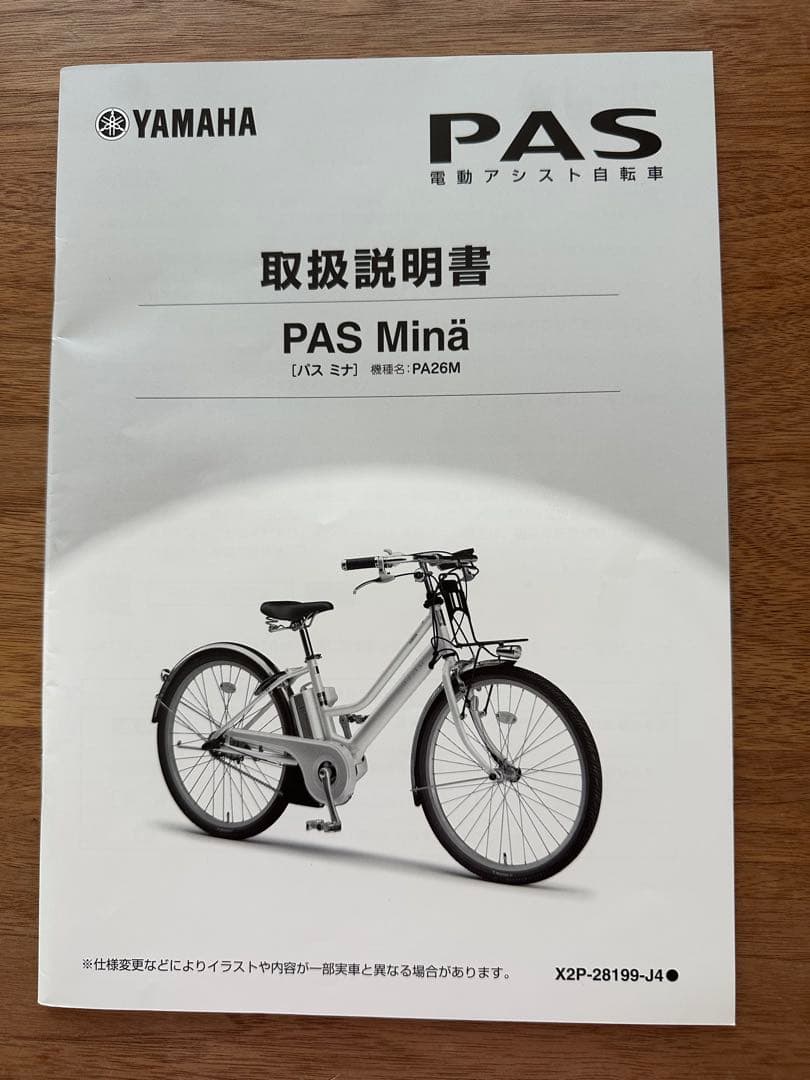 YAMAHA
PAS
電動アシスト自転車
取扱説明書
PAS Minä
[パス ミナ] 機種名：PA26M
※仕様変更などによりイラストや内容が一部実車と異なる場合があります。
X2P-28199-J4●